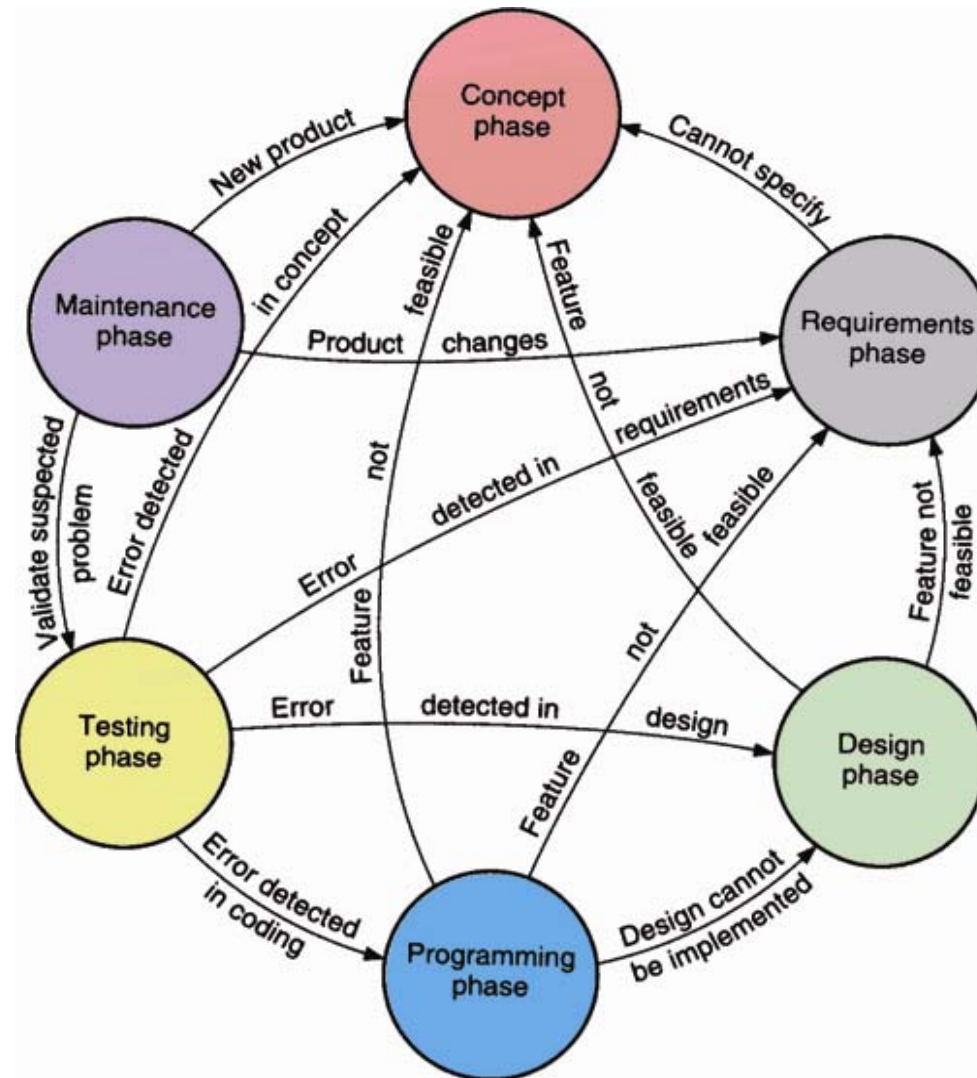 Concept
phase
New product
Cannot specify
in concept
feasible
Feature
Maintenance
phase
Requirements
phase
Product changes
Validate suspected
problem
Error detected
not
Error detected in requirements
not
feasible
feasible
Feature not
feasible
Feature
not
Testing
phase
Error detected in design
Design
phase
Feature
Error detected
in coding
Programming
phase
Design cannot
be implemented